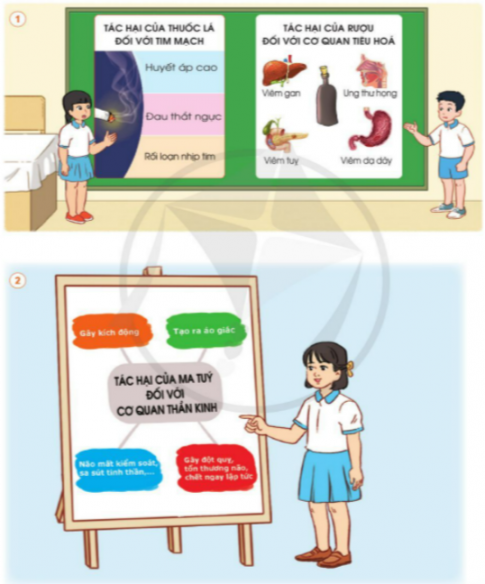 1
TÁC HẠI CỦA THUỐC LÁ
ĐỐI VỚI TIM MẠCH
Huyết áp cao
Đau thắt ngực
Rối loạn nhịp tim
TÁC HẠI CỦA RƯỢU
ĐỐI VỚI CƠ QUAN TIÊU HOÁ
Viêm gan
Ung thư họng
Viêm tuỵ
Viêm dạ dày
2
Gây kích động
Tạo ra ảo giác
TÁC HẠI CỦA MA TUÝ
ĐỐI VỚI
CƠ QUAN THẦN KINH
Não mất kiểm soát,
sa sút tinh thần,...
Gây đột quỵ,
tổn thương não,
chết ngay lập tức